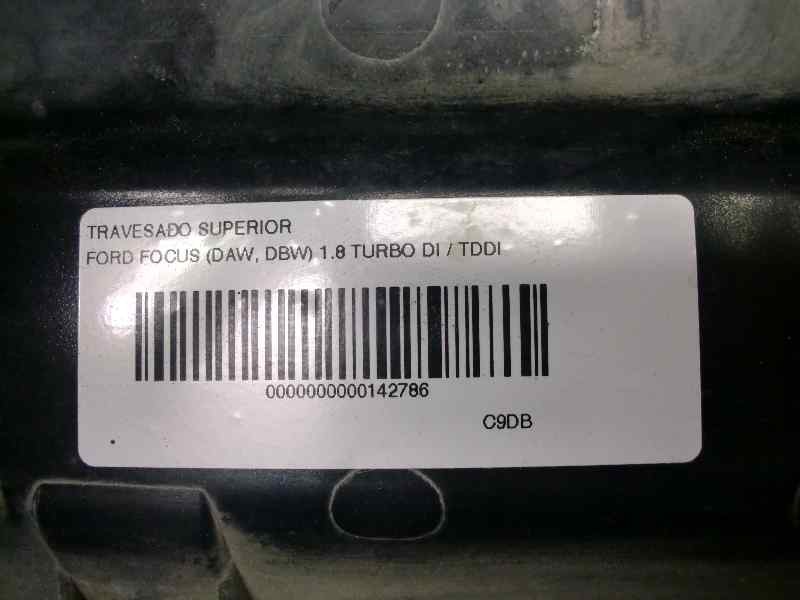 TRAVESADO SUPERIOR
FORD FOCUS (DAW, DBW) 1.8 TURBO DI / TDDI
0000000000142786
C9DB